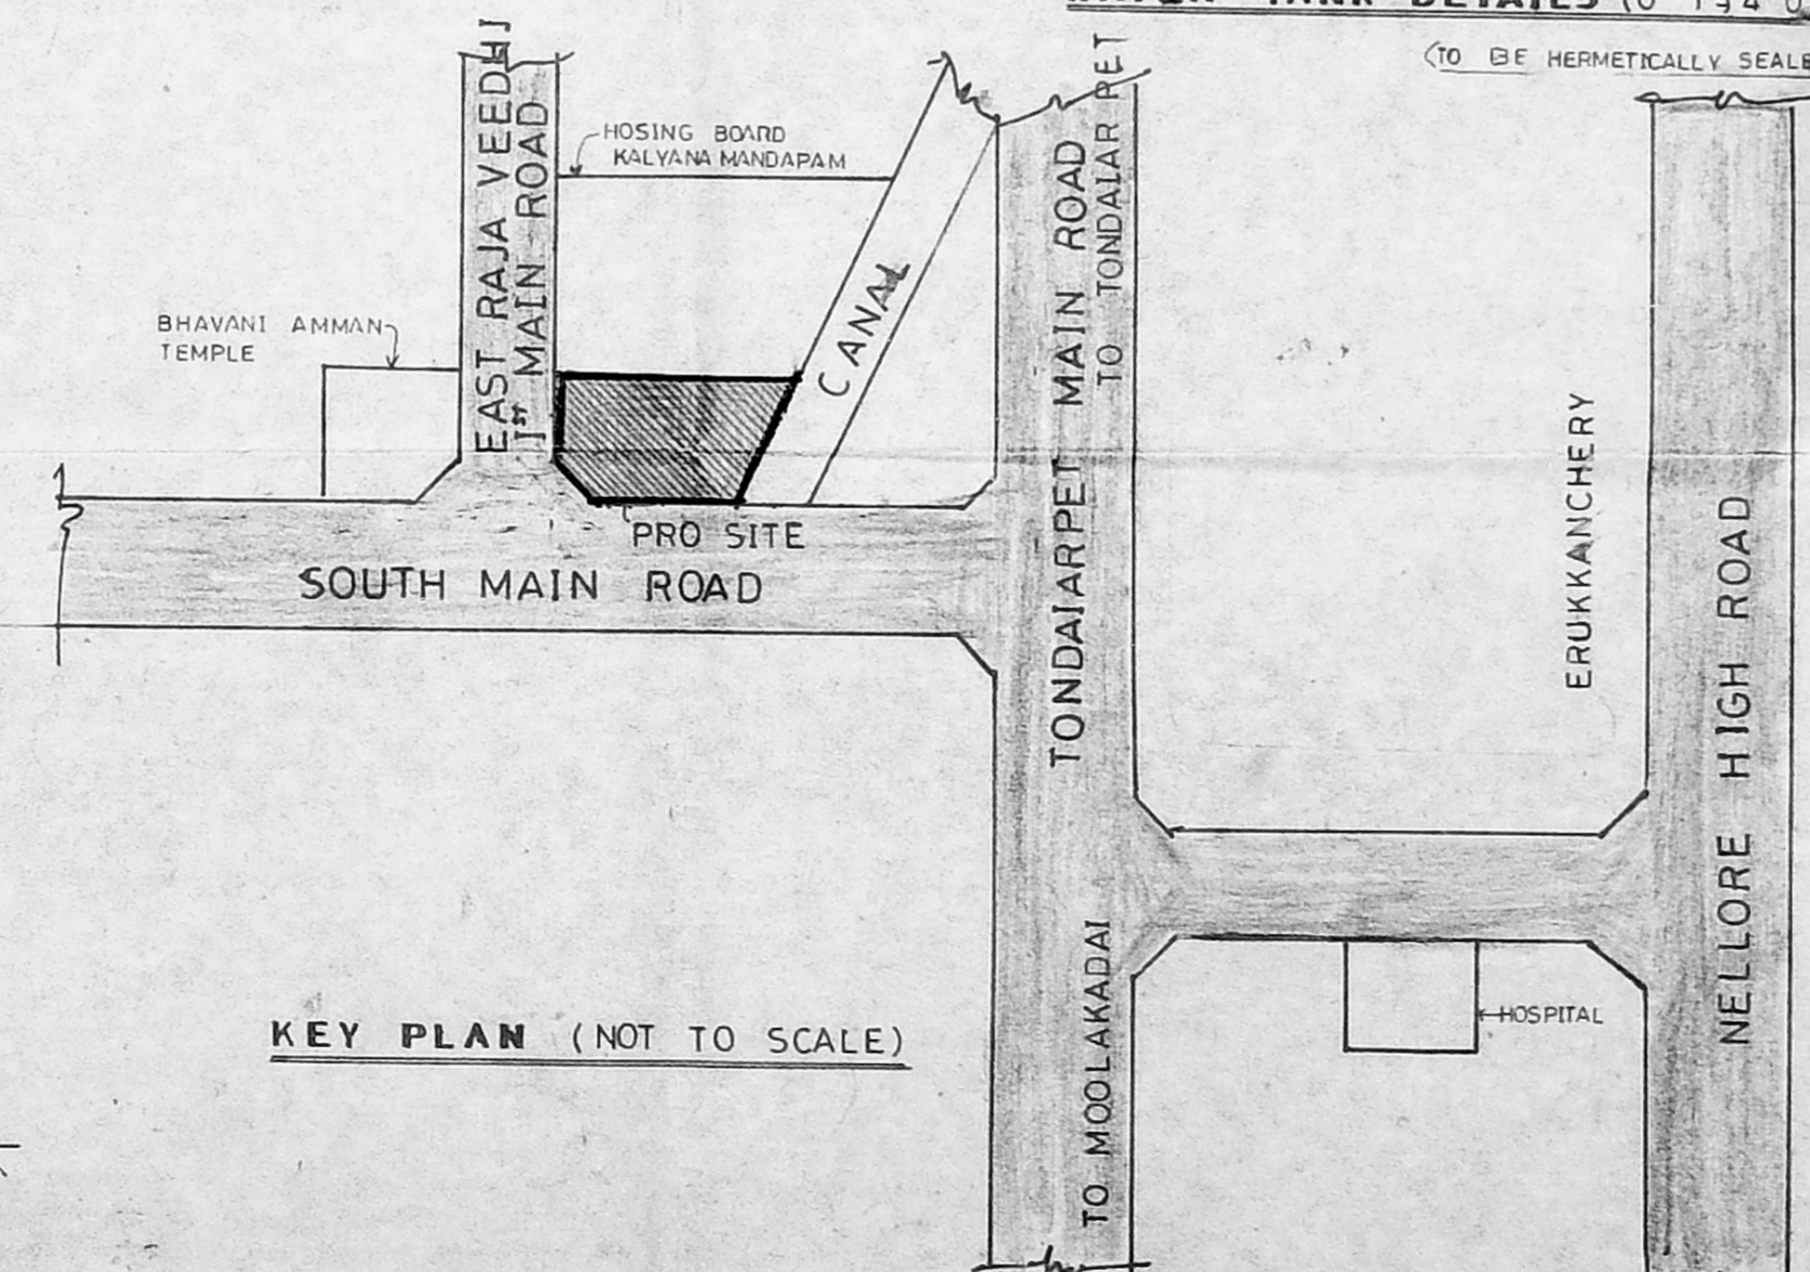 TANK DETAILS
(TO BE HERMETICALLY SEALE
HOSING BOARD
KALYANA MANDAPAM
EAST RAJA VEEDHI
IST MAIN ROAD
BHAVANI AMMAN
TEMPLE
CANAL
TONDAIARPET MAIN ROAD
TO TONDAIAR PET
PRO SITE
SOUTH MAIN ROAD
ERUKKANCHERY
NELLORE HIGH ROAD
KEY PLAN (NOT TO SCALE)
TO MOOLAKADAI
HOSPITAL